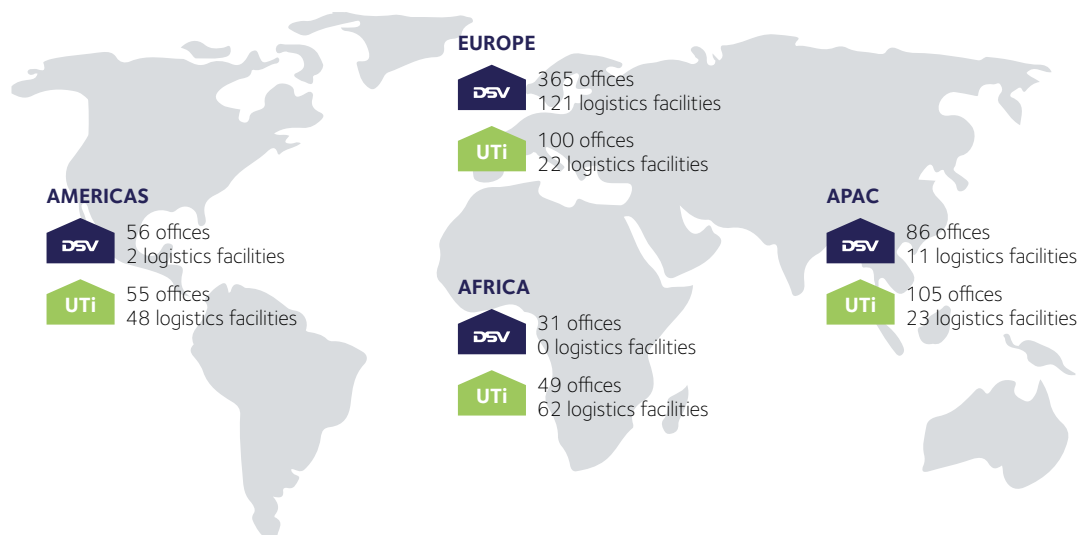 EUROPE
DSV
365 offices
121 logistics facilities
UTi
100 offices
22 logistics facilities
AMERICAS
DSV
56 offices
2 logistics facilities
UTi
55 offices
48 logistics facilities
AFRICA
DSV
31 offices
0 logistics facilities
UTi
49 offices
62 logistics facilities
APAC
DSV
86 offices
11 logistics facilities
UTi
105 offices
23 logistics facilities